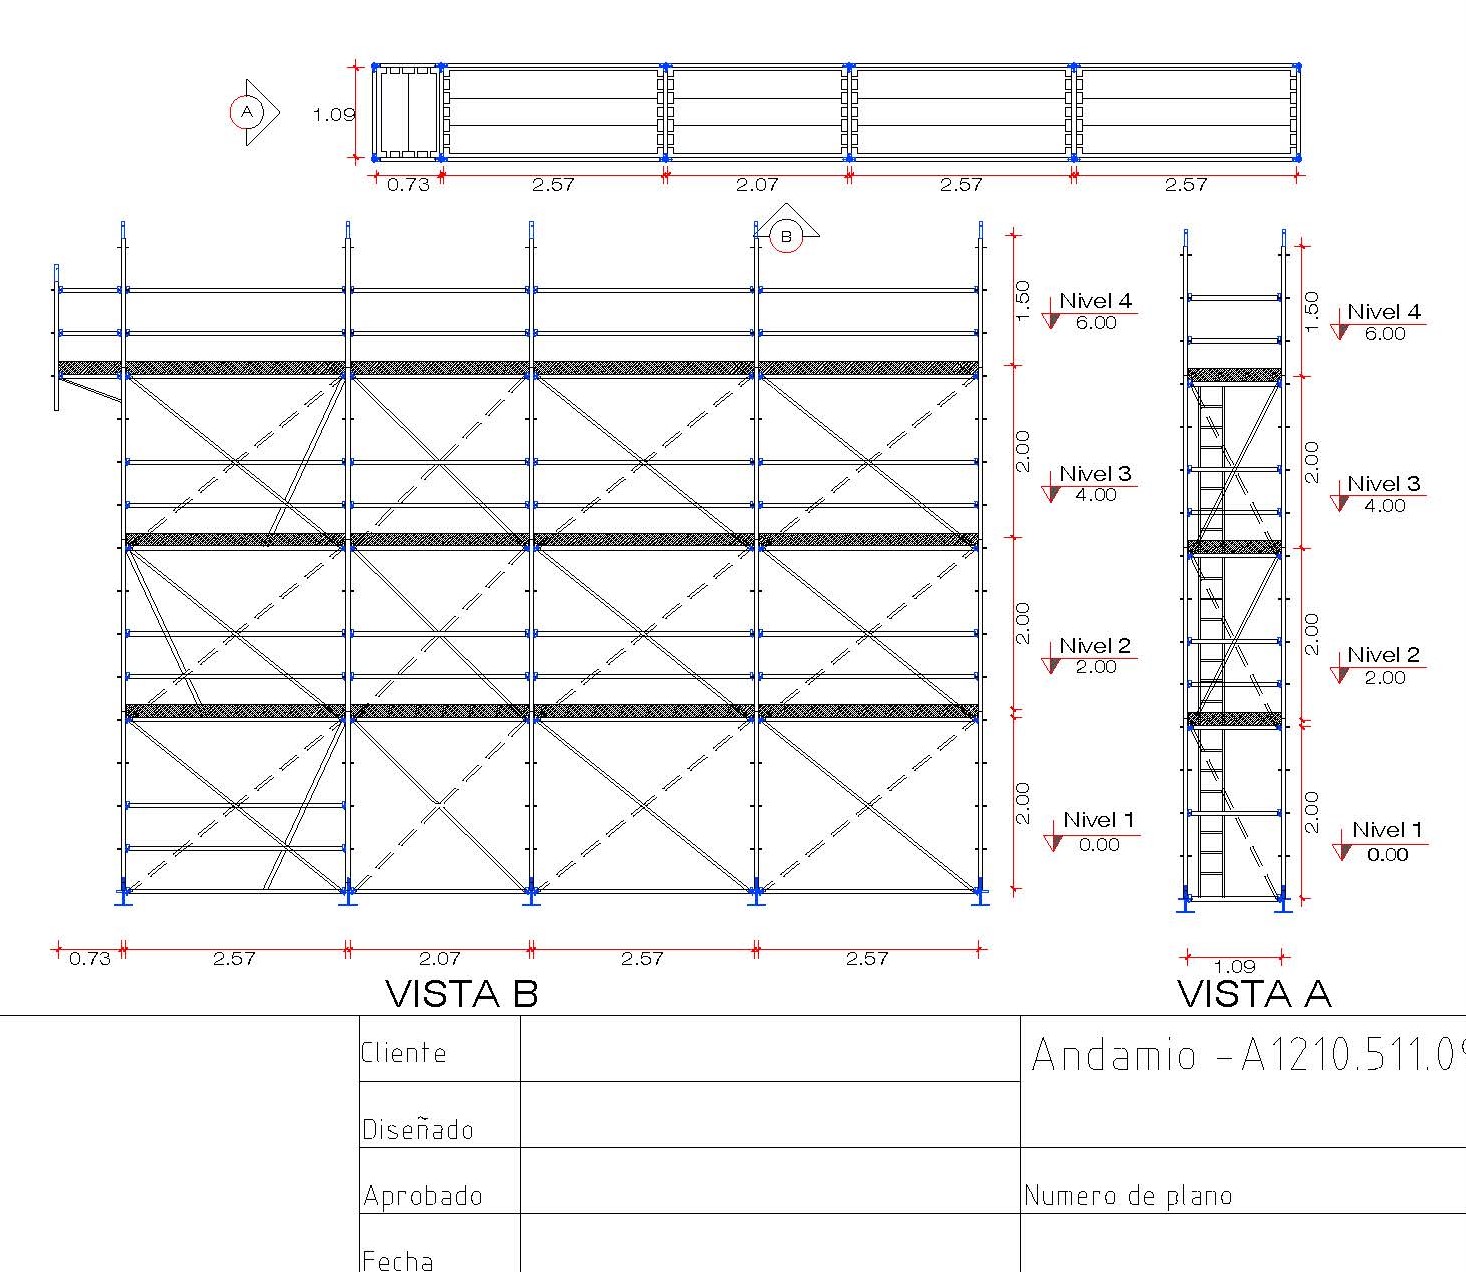 A
1.09
0.73 2.57 2.07 2.57 2.57
B
1.50
Nivel 4
6.00
1.50
Nivel 4
6.00
2.00
Nivel 3
4.00
2.00
Nivel 3
4.00
2.00
Nivel 2
2.00
2.00
Nivel 2
2.00
2.00
Nivel 1
0.00
2.00
Nivel 1
0.00
0.73 2.57 2.07 2.57 2.57
1.09
VISTA B
VISTA A
Cliente
Andamio -A1210.511.0
Diseñado
Aprobado
Numero de plano
Fecha